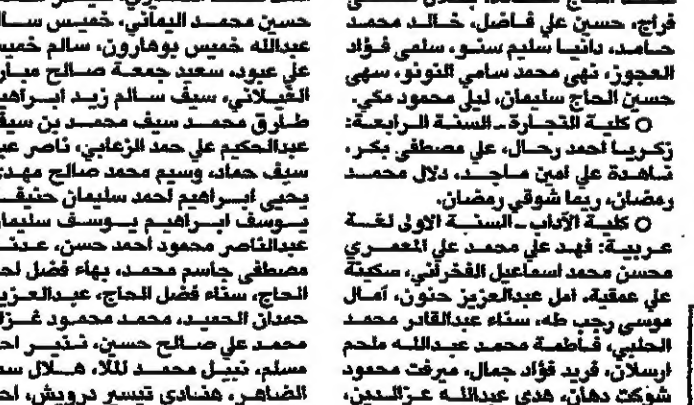 فراج، حسين علي فاضل، خالد محمد
حامد، دانيا سليم سنو، سلمى فؤاد
العجوز، نهى محمد سامي النونو، سهى
حسين الحاج سليمان، ليلى محمود مكي.
○ كلية التجارة ـ السنة الرابعة:
زكريا احمد رحال، علي مصطفى بكر،
شاهدة علي امين ماجد، دلال محمد
رمضان، ريما شوقي رمضان.
○ كلية الآداب ـ السنة الاولى لغة
عربية: فهد علي محمد علي المعمري
محسن محمد اسماعيل الفخراني، سكينة
علي عمقية، امل عبدالعزيز حنون، آمال
موسى رجب طه، سناء عبدالقادر محمد
الحلبي، فاطمة محمد عبدالله ملحم
ارسلان، فريد فؤاد جمال، ميرفت محمود
شوكت دهان، هدى عبدالله عزالدين،
حسين محمد اليماني، خميس
عبدالله خميس بوهارون، سالم خميس
علي عبود، سعيد جمعة صالح
الغيلاني، سيف سالم زيد ابراهي
طارق محمد سيف محمد بن سيف
عبدالحكيم علي حمد الزعابي، ناصر
سيف حماد، وسيم محمد صالح مهدي
يحيى ابراهيم احمد سليمان
يوسف ابراهيم يوسف سليمان
عبدالناصر محمود احمد حسن،
مصطفى جاسم محمد، بهاء فضل
الحاج، سناء فضل الحاج، عبدالعزيز
حمدان الحميد، محمد محمود
محمد علي صالح حسين،
مسلم، نبيل محمد للا، هلال
الضاهر، هنادي تيسير درويش،